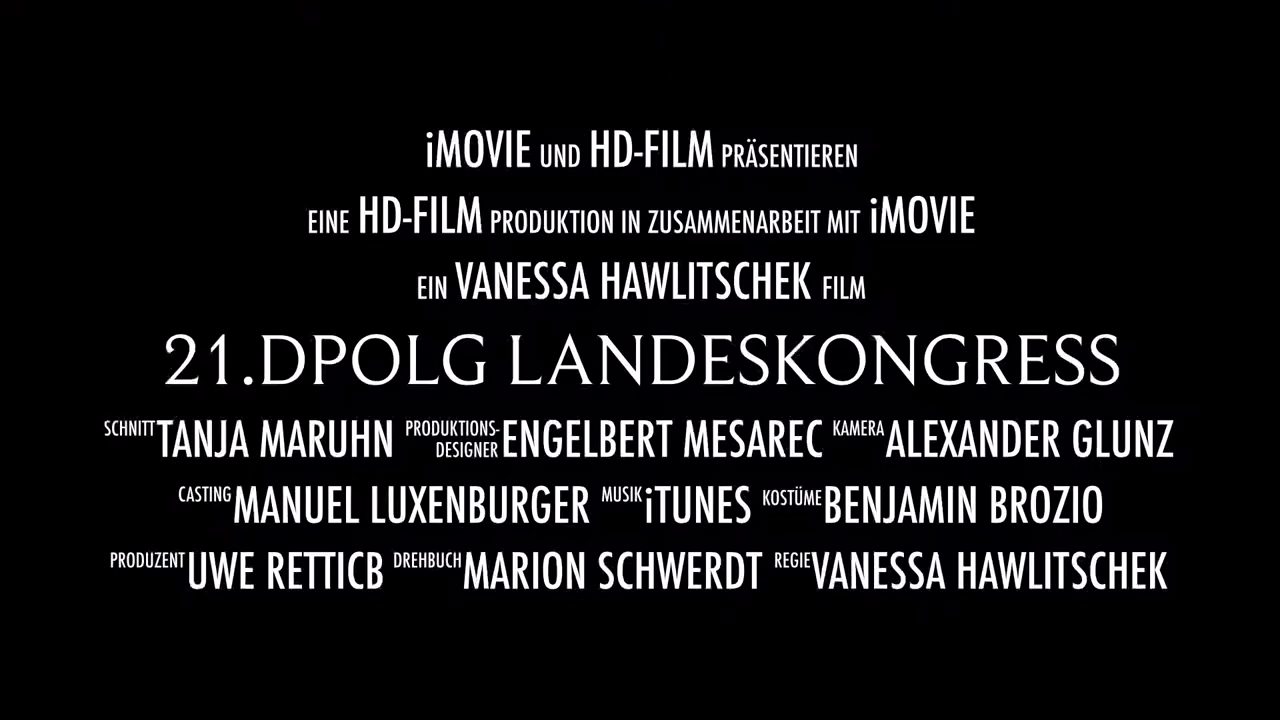 iMOVIE UND HD-FILM PRÄSENTIEREN
EINE HD-FILM PRODUKTION IN ZUSAMMENARBEIT MIT iMOVIE
EIN VANESSA HAWLITSCHEK FILM
21.DPOLG LANDESKONGRESS
SCHNITT TANJA MARUHN PRODUKTIONS-DESIGNER ENGELBERT MESAREC KAMERA ALEXANDER GLUNZ
CASTING MANUEL LUXENBURGER MUSIK iTUNES KOSTÜME BENJAMIN BROZIO
PRODUZENT UWE RETTICB DREHBUCH MARION SCHWERDT REGIE VANESSA HAWLITSCHEK